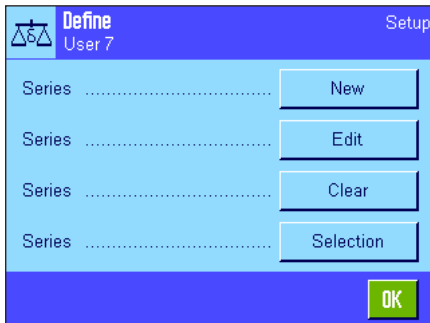 Define
Setup
User 7
Series ................................ New
Series ................................ Edit
Series ................................ Clear
Series ................................ Selection
OK